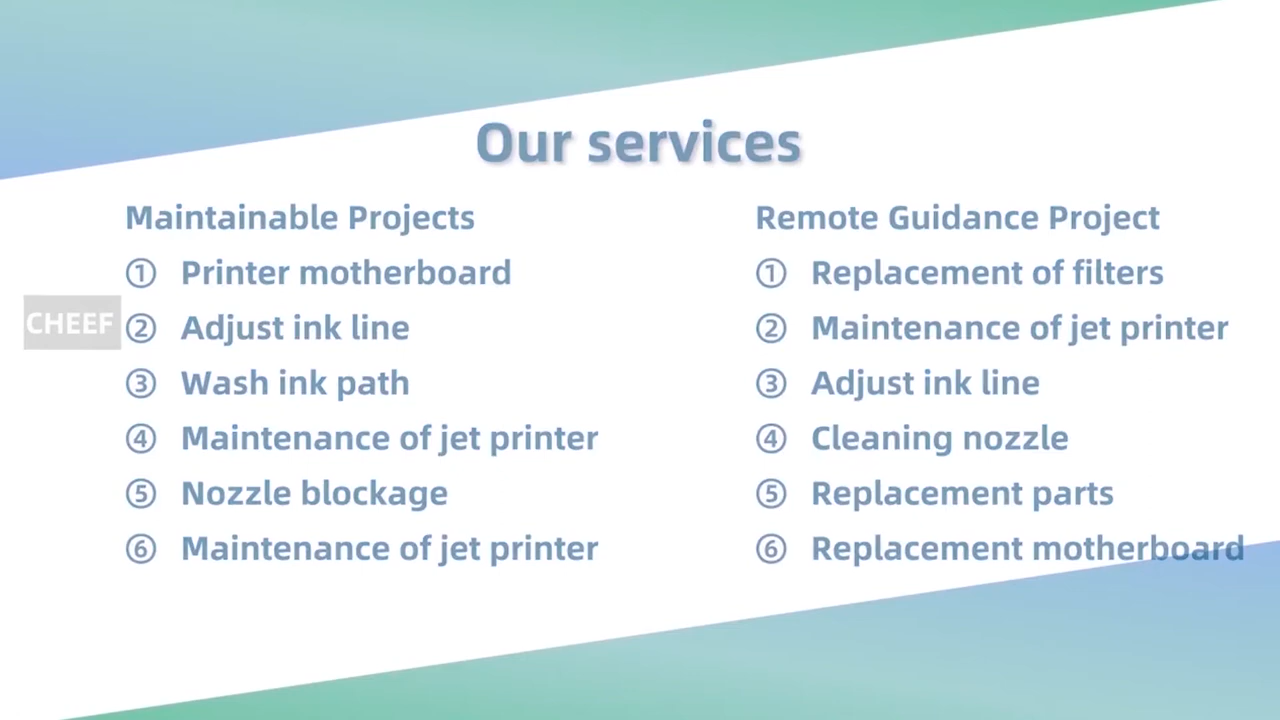 Our services
Maintainable Projects
① Printer motherboard
② Adjust ink line
③ Wash ink path
④ Maintenance of jet printer
⑤ Nozzle blockage
⑥ Maintenance of jet printer
Remote Guidance Project
① Replacement of filters
② Maintenance of jet printer
③ Adjust ink line
④ Cleaning nozzle
⑤ Replacement parts
⑥ Replacement motherboard
CHEEF